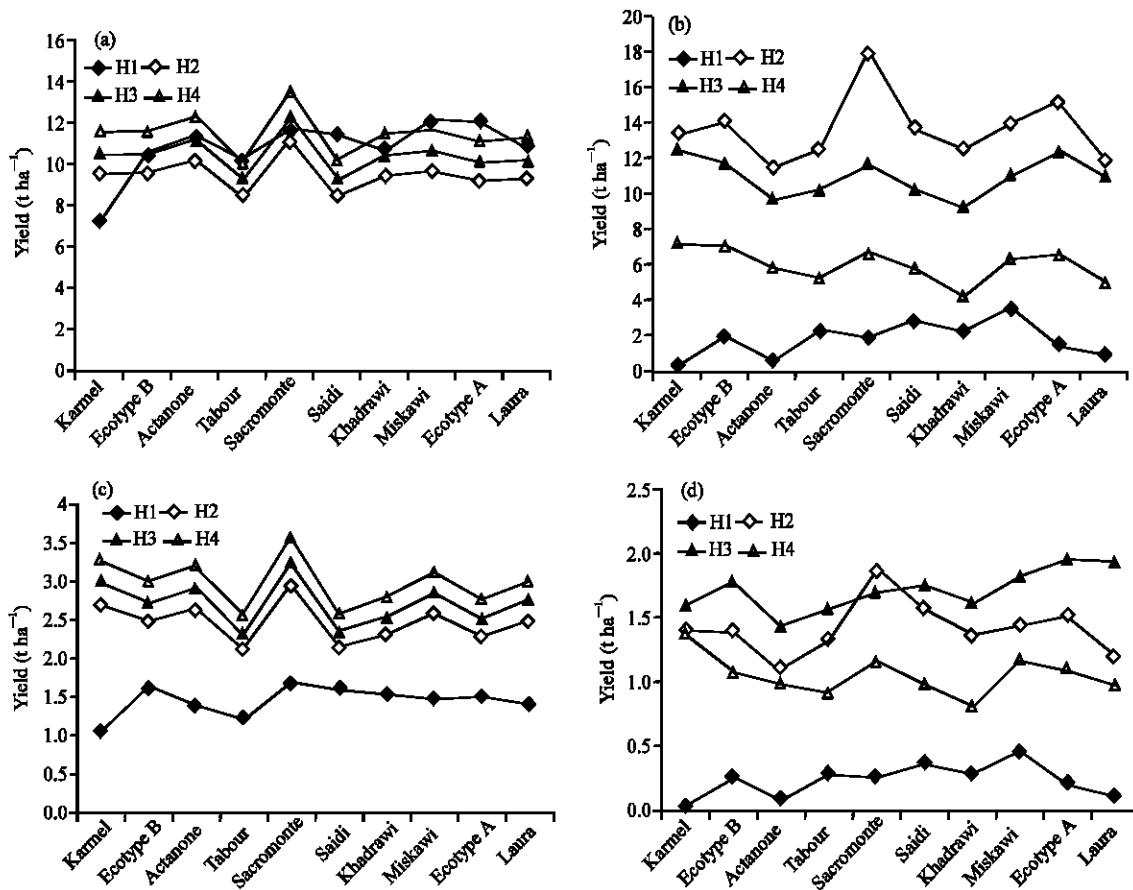 (a)
H1 H2
H3 H4
Yield (t ha⁻¹)
16
14
12
10
8
6
4
2
0
Karmel
Ecotype B
Actanone
Tabour
Sacromonte
Saidi
Khadrawi
Miskawi
Ecotype A
Laura
(b)
H1 H2
H3 H4
Yield (t ha⁻¹)
20
18
16
14
12
10
8
6
4
2
0
Karmel
Ecotype B
Actanone
Tabour
Sacromonte
Saidi
Khadrawi
Miskawi
Ecotype A
Laura
(c)
H1 H2
H3 H4
Yield (t ha⁻¹)
4
3.5
3.0
2.5
2.0
1.5
1.0
0.5
0.0
Karmel
Ecotype B
Actanone
Tabour
Sacromonte
Saidi
Khadrawi
Miskawi
Ecotype A
Laura
(d)
H1 H2
H3 H4
Yield (t ha⁻¹)
2.5
2.0
1.5
1.0
0.5
0.0
Karmel
Ecotype B
Actanone
Tabour
Sacromonte
Saidi
Khadrawi
Miskawi
Ecotype A
Laura